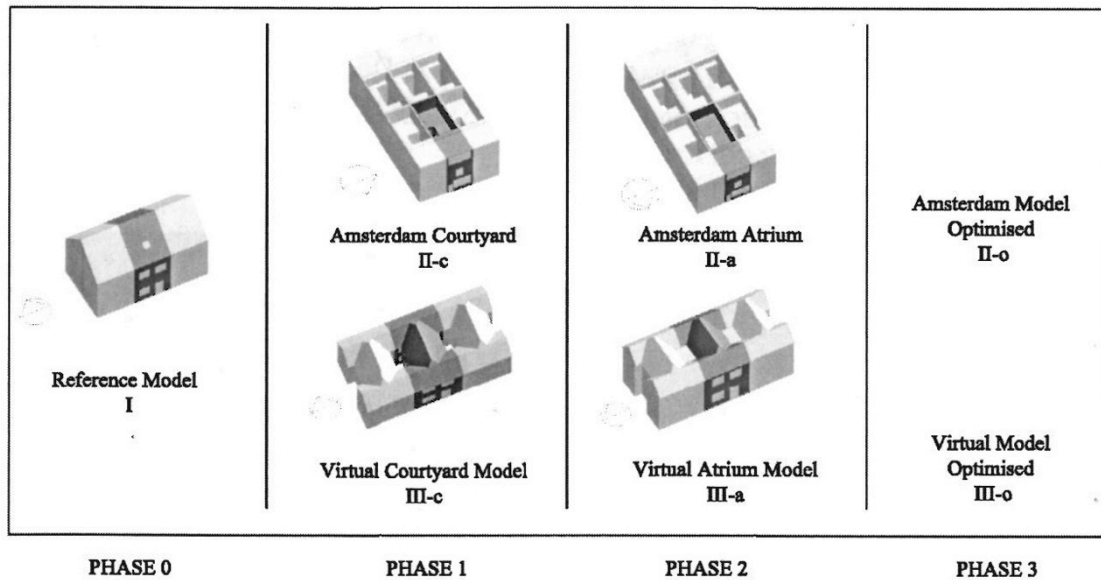 Amsterdam Courtyard
II-c
Amsterdam Atrium
II-a
Amsterdam Model
Optimised
II-o
Reference Model
I
Virtual Courtyard Model
III-c
Virtual Atrium Model
III-a
Virtual Model
Optimised
III-o
PHASE 0
PHASE 1
PHASE 2
PHASE 3